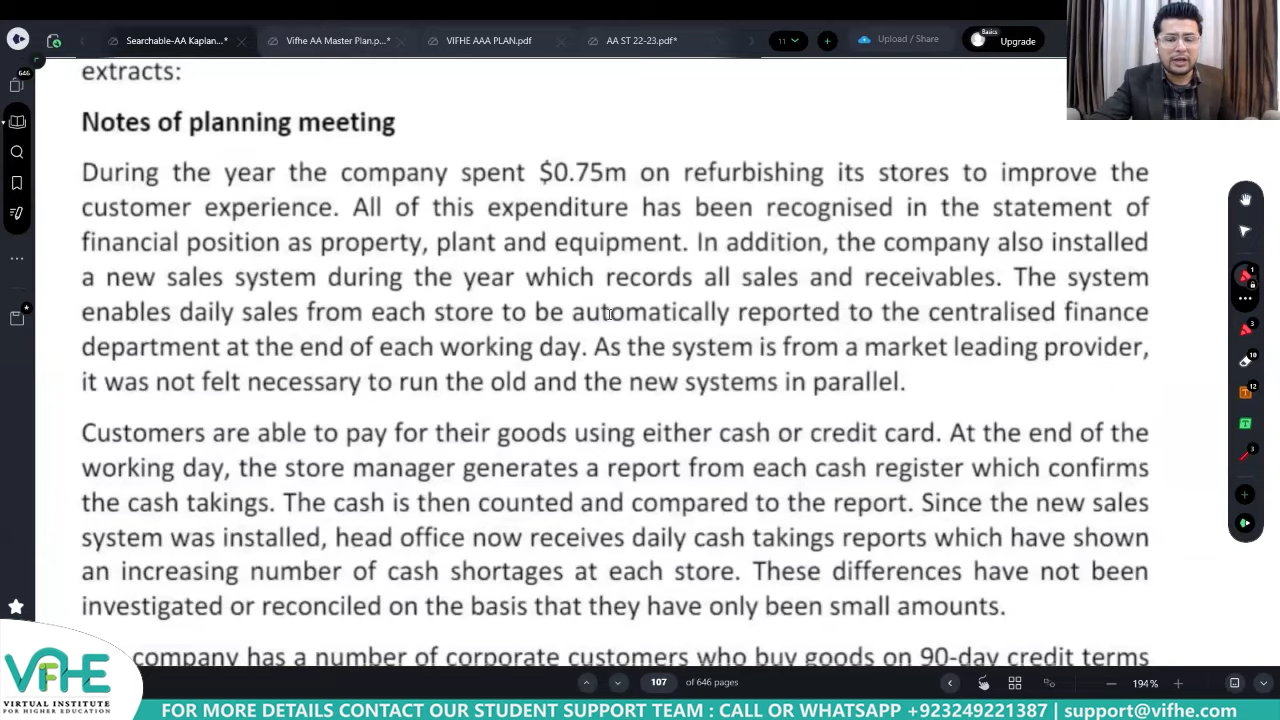 Searchable-AA Kaplan...*
Vifhe AA Master Plan.p...*
VIFHE AAA PLAN.pdf
AA ST 22-23.pdf*
11
Upload / Share
Basics
Upgrade
646
extracts:
Notes of planning meeting
During the year the company spent $0.75m on refurbishing its stores to improve the
customer experience. All of this expenditure has been recognised in the statement of
financial position as property, plant and equipment. In addition, the company also installed
a new sales system during the year which records all sales and receivables. The system
enables daily sales from each store to be automatically reported to the centralised finance
department at the end of each working day. As the system is from a market leading provider,
it was not felt necessary to run the old and the new systems in parallel.
Customers are able to pay for their goods using either cash or credit card. At the end of the
working day, the store manager generates a report from each cash register which confirms
the cash takings. The cash is then counted and compared to the report. Since the new sales
system was installed, head office now receives daily cash takings reports which have shown
an increasing number of cash shortages at each store. These differences have not been
investigated or reconciled on the basis that they have only been small amounts.
company has a number of corporate customers who buy goods on 90-day credit terms
1
3
10
12
T
3
107 of 646 pages
194%
VIFHE
VIRTUAL INSTITUTE
FOR HIGHER EDUCATION
FOR MORE DETAILS CONTACT OUR STUDENT SUPPORT TEAM : CALL OR WHATSAPP +923249221387 | support@vifhe.com